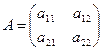 A = ( a₁₁ a₁₂
a₂₁ a₂₂ )